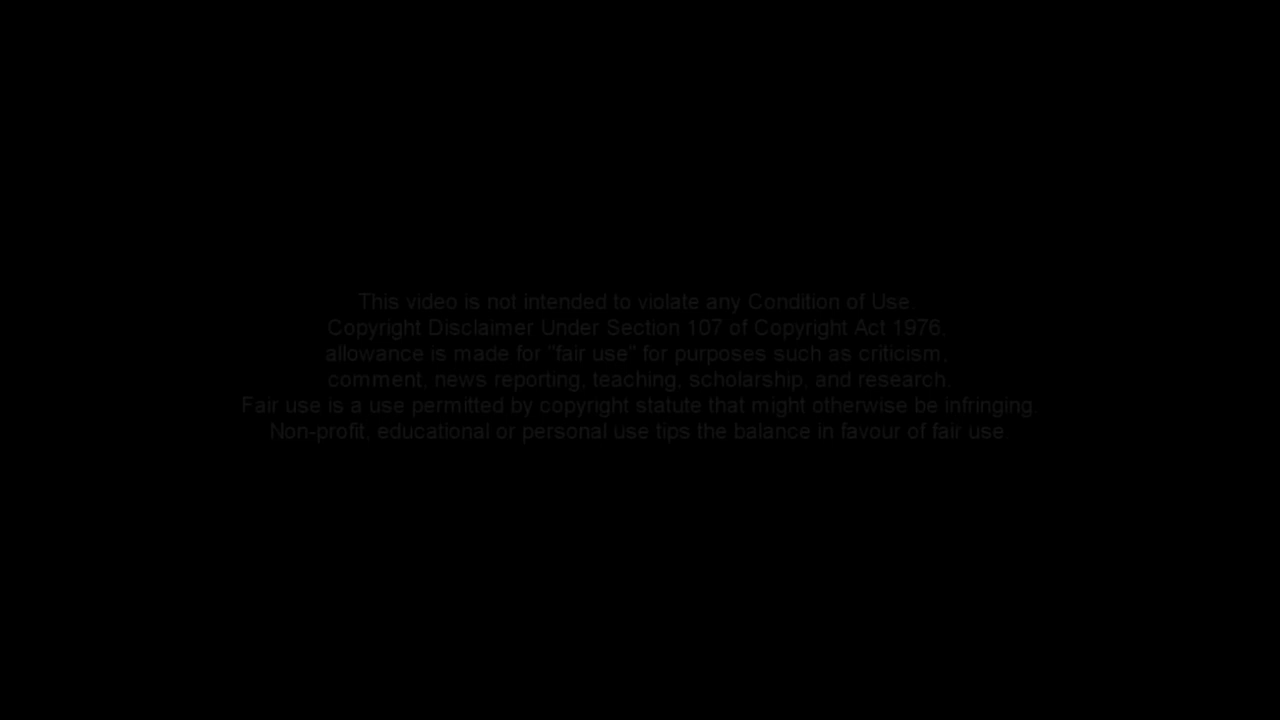 This video is not intended to violate any Condition of Use.
Copyright Disclaimer Under Section 107 of Copyright Act 1976.
allowance is made for "fair use" for purposes such as criticism,
comment, news reporting, teaching, scholarship, and research.
Fair use is a use permitted by copyright statute that might otherwise be infringing.
Non-profit, educational or personal use tips the balance in favour of fair use